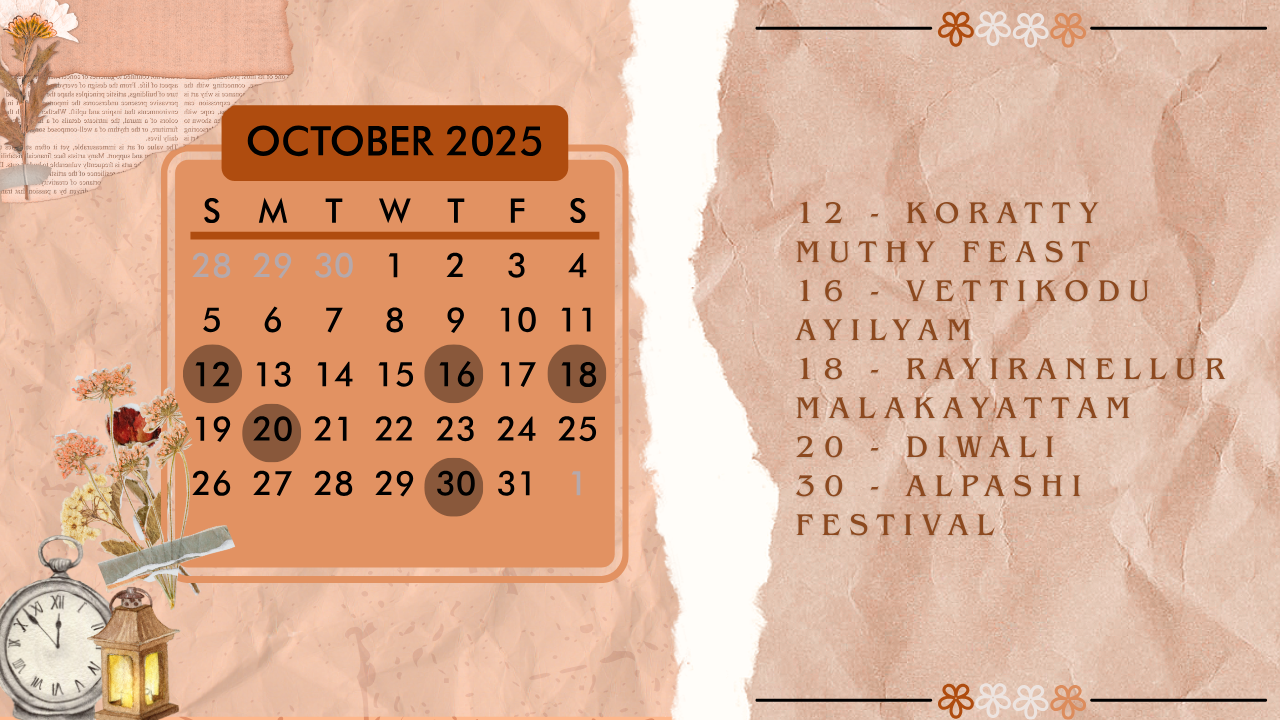 OCTOBER 2025
S M T W T F S
28 29 30 1 2 3 4
5 6 7 8 9 10 11
12 13 14 15 16 17 18
19 20 21 22 23 24 25
26 27 28 29 30 31 1
12 - KORATTY
MUTHY FEAST
16 - VETTIKODU
AYILYAM
18 - RAYIRANELLUR
MALAKAYATTAM
20 - DIWALI
30 - ALPASHI
FESTIVAL